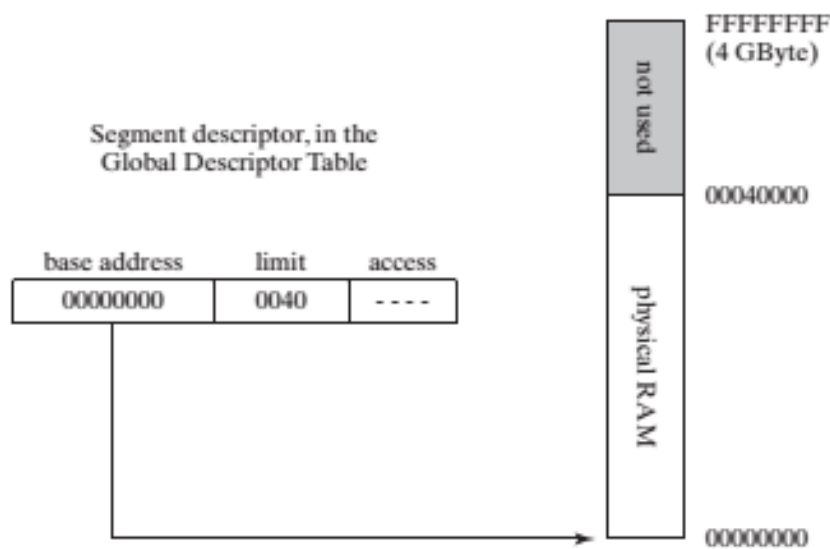 FFFFFFFF
(4 GByte)
not used
Segment descriptor, in the
Global Descriptor Table
00040000
base address limit access
00000000 0040 ----
physical RAM
00000000